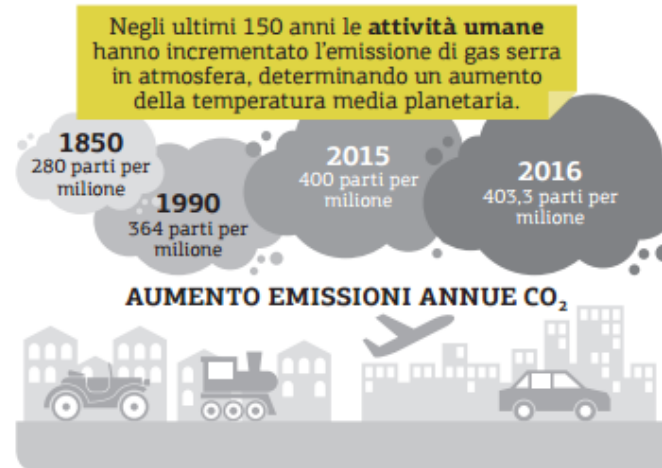 Negli ultimi 150 anni le attività umane
hanno incrementato l'emissione di gas serra
in atmosfera, determinando un aumento
della temperatura media planetaria.
1850
280 parti per
milione
1990
364 parti per
milione
2015
400 parti per
milione
2016
403,3 parti per
milione
AUMENTO EMISSIONI ANNUE CO₂